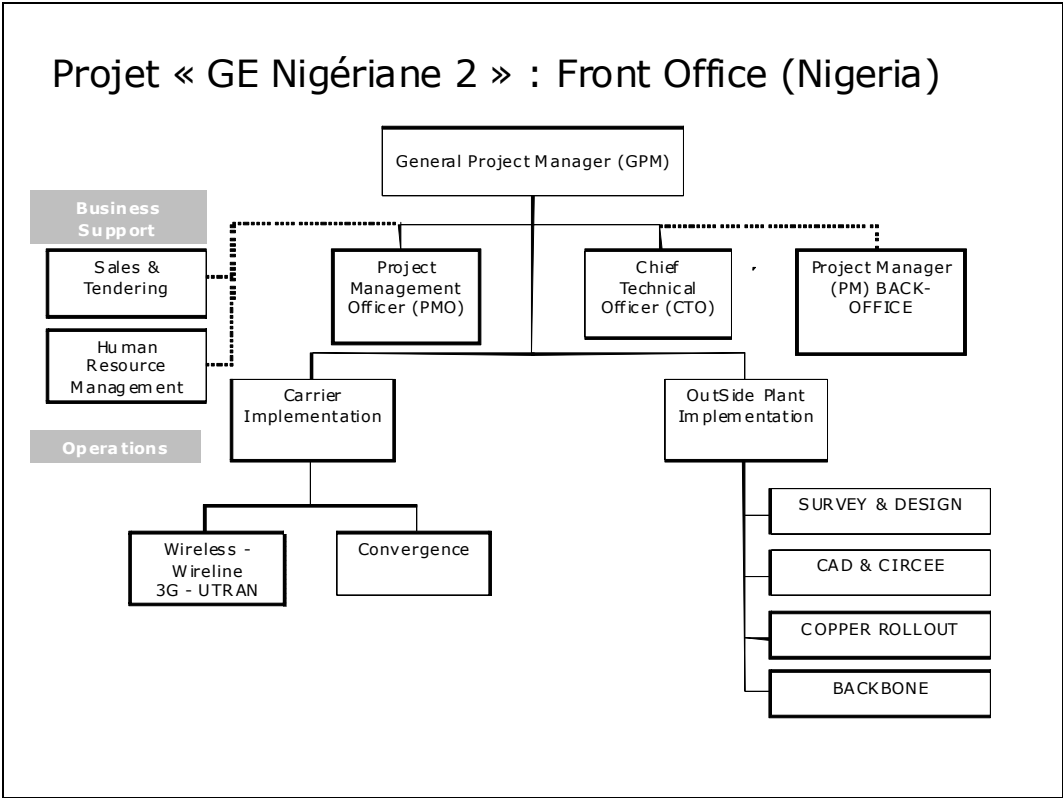 Projet « GE Nigériane 2 » : Front Office (Nigeria)
General Project Manager (GPM)
Business
Support
Sales &
Tendering
Human
Resource
Management
Project
Management
Officer (PMO)
Chief
Technical
Officer (CTO)
Project Manager
(PM) BACK-
OFFICE
Operations
Carrier
Implementation
OutSide Plant
Implementation
Wireless -
Wireline
3G - UTRAN
Convergence
SURVEY & DESIGN
CAD & CIRCEE
COPPER ROLLOUT
BACKBONE